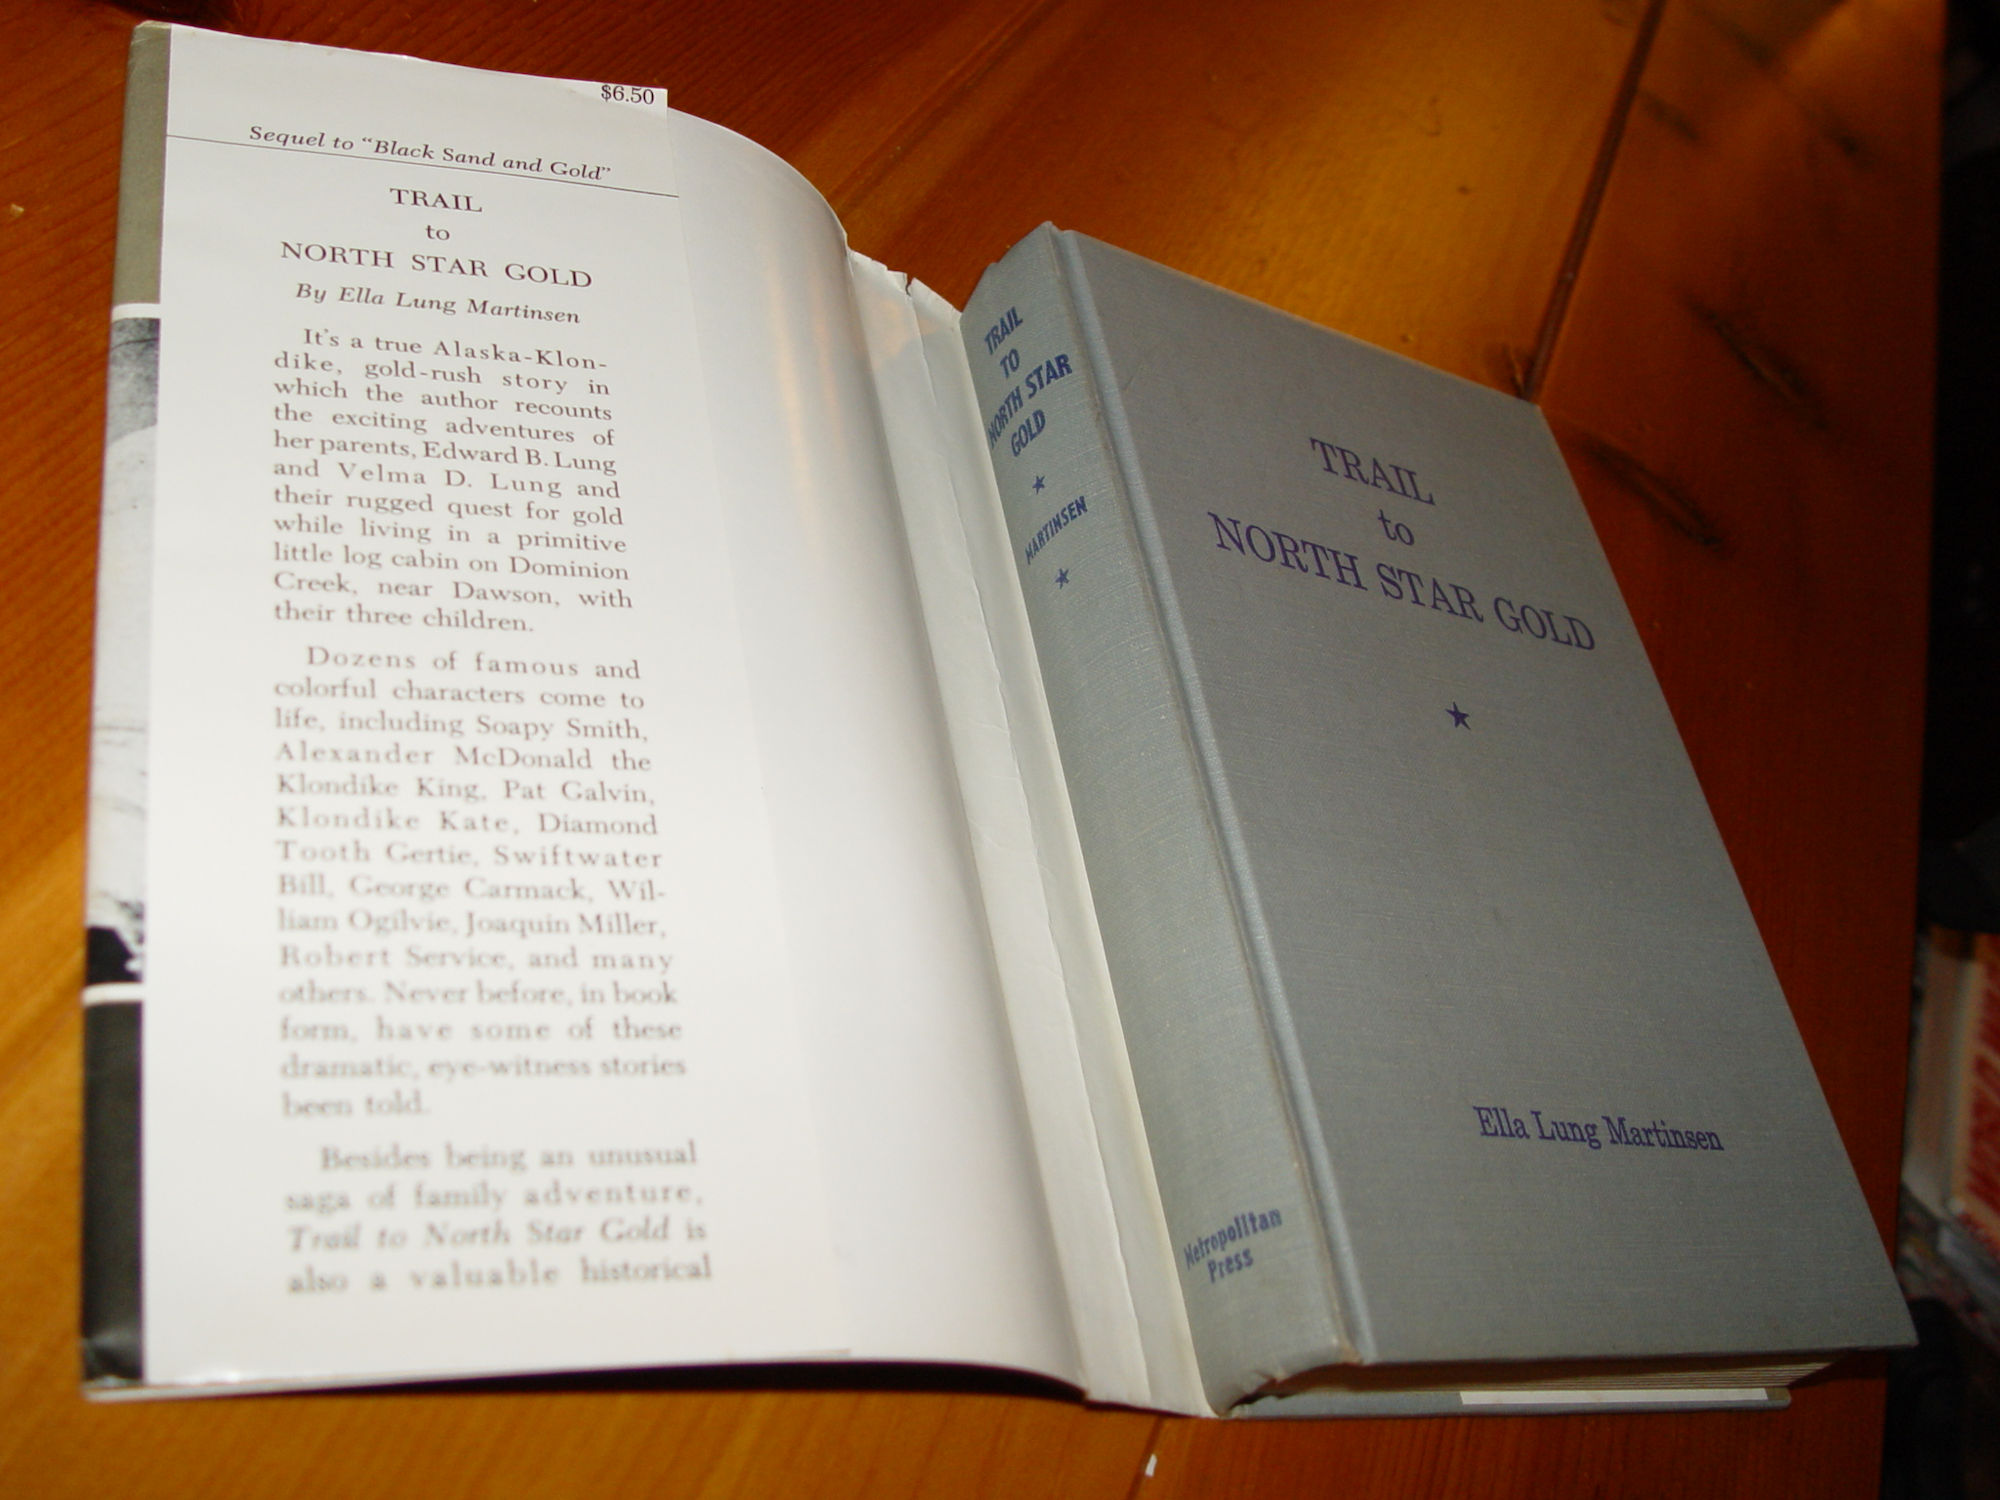 $6.50
Sequel to "Black Sand and Gold"
TRAIL
to
NORTH STAR GOLD
By Ella Lung Martinsen
It's a true Alaska-Klon-
dike, gold-rush story in
which the author recounts
the exciting adventures of
her parents, Edward B. Lung
and Velma D. Lung and
their rugged quest for gold
while living in a primitive
little log cabin on Dominion
Creek, near Dawson, with
their three children.
Dozens of famous and
colorful characters come to
life, including Soapy Smith,
Alexander McDonald the
Klondike King, Pat Galvin,
Klondike Kate, Diamond
Tooth Gertie, Swiftwater
Bill, George Carmack, Wil-
liam Ogilvie, Joaquin Miller,
Robert Service, and many
others. Never before, in book
form, have some of these
dramatic, eye-witness stories
been told.
Besides being an unusual
saga of family adventure,
Trail to North Star Gold is
also a valuable historical
TRAIL
TO
NORTH STAR
GOLD
★
MARTINSEN
★
Metropolitan
Press
TRAIL
to
NORTH STAR GOLD
★
Ella Lung Martinsen